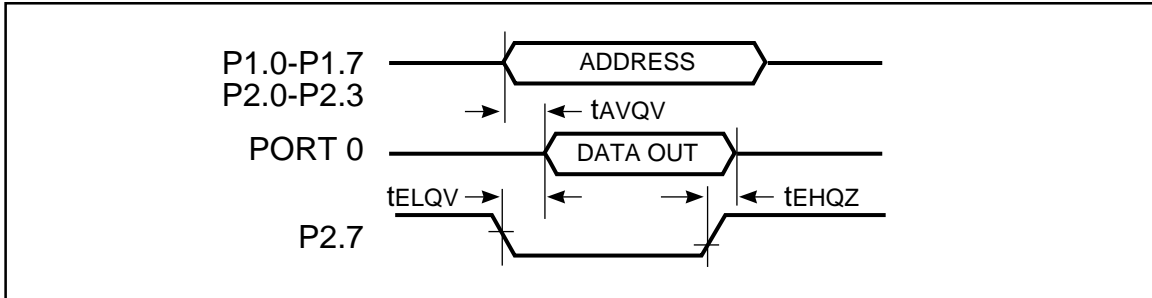 P1.0-P1.7
P2.0-P2.3
ADDRESS
tAVQV
PORT 0
DATA OUT
tELQV
tEHQZ
P2.7